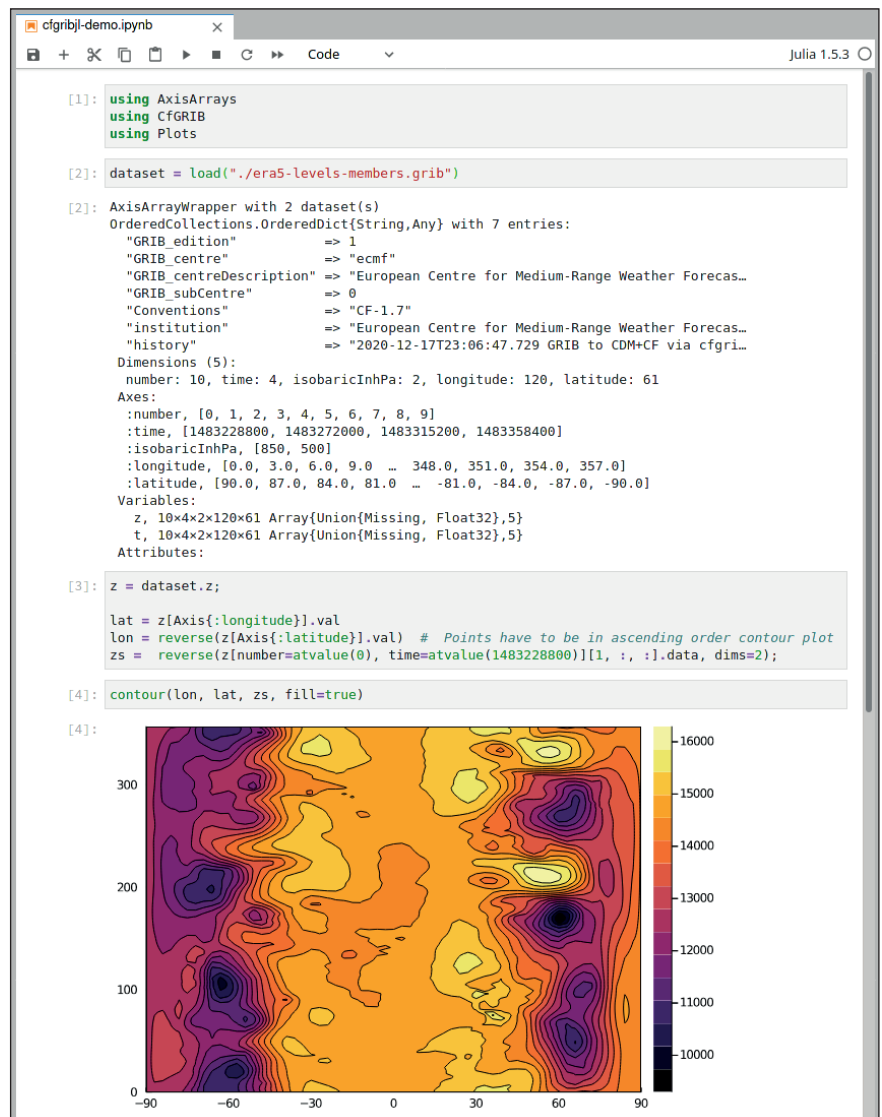 cfgribjl-demo.ipynb
Code
Julia 1.5.3
[1]: using AxisArrays
using CfGRIB
using Plots
[2]: dataset = load("./era5-levels-members.grib")
[2]: AxisArrayWrapper with 2 dataset(s)
OrderedCollections.OrderedDict{String,Any} with 7 entries:
"GRIB_edition" => 1
"GRIB_centre" => "ecmf"
"GRIB_centreDescription" => "European Centre for Medium-Range Weather Forecas…
"GRIB_subCentre" => 0
"Conventions" => "CF-1.7"
"institution" => "European Centre for Medium-Range Weather Forecas…
"history" => "2020-12-17T23:06:47.729 GRIB to CDM+CF via cfgri…
Dimensions (5):
number: 10, time: 4, isobaricInhPa: 2, longitude: 120, latitude: 61
Axes:
:number, [0, 1, 2, 3, 4, 5, 6, 7, 8, 9]
:time, [1483228800, 1483272000, 1483315200, 1483358400]
:isobaricInhPa, [850, 500]
:longitude, [0.0, 3.0, 6.0, 9.0 … 348.0, 351.0, 354.0, 357.0]
:latitude, [90.0, 87.0, 84.0, 81.0 … -81.0, -84.0, -87.0, -90.0]
Variables:
z, 10×4×2×120×61 Array{Union{Missing, Float32},5}
t, 10×4×2×120×61 Array{Union{Missing, Float32},5}
Attributes:
[3]: z = dataset.z;
lat = z[Axis{:longitude}].val
lon = reverse(z[Axis{:latitude}].val) # Points have to be in ascending order contour plot
zs = reverse(z[number=atvalue(0), time=atvalue(1483228800)][1, :, :].data, dims=2);
[4]: contour(lon, lat, zs, fill=true)
[4]:
300
200
100
0
-90
-60
-30
0
30
60
90
16000
15000
14000
13000
12000
11000
10000